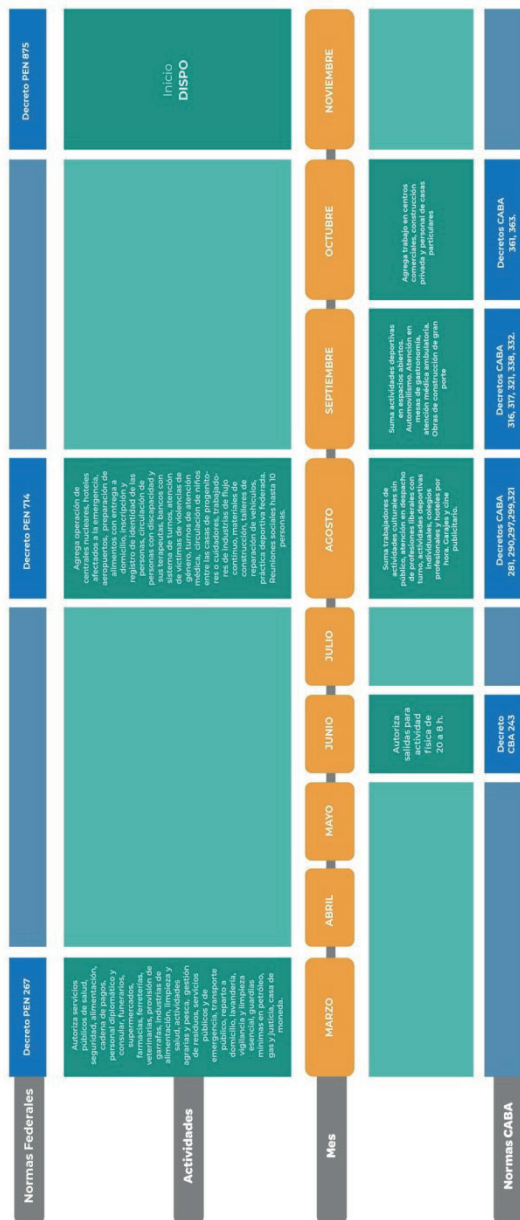 Normas Federales
Decreto PEN 267
Decreto PEN 714
Decreto PEN 875
Actividades
Autoriza servicios
públicos de salud,
seguridad, alimentación,
cadena de pagos,
personal diplomático y
consular, funerarios,
supermercados,
farmacias, ferreterías,
veterinarias, provisión de
garrafas, industrias de
alimentación, limpieza y
salud, actividades
agrarias y pesca, gestión
de residuos, servicios
públicos y de
emergencia, transporte
público, reparto a
domicilio, lavandería,
vigilancia y limpieza
esencial, guardias
mínimas en petróleo,
gas y justicia, casa de
moneda.
Agrega operación de
centrales nucleares, hoteles
afectados a la emergencia,
aeropuertos, preparación de
alimentos con entrega a
domicilio, inscripción y
registro de identidad de las
personas, circulación de
personas con discapacidad y
sus terapeutas, bancos con
sistema de turnos, atención
de víctimas de violencias de
género, turnos de atención
médica, circulación de niños
entre las casas de progenito-
res o cuidadores, trabajado-
res de industrias de flujo
continuo, materiales de
construcción, talleres de
reparación de vehículos,
práctica deportiva federada.
Reuniones sociales hasta 10
personas.
Inicio
DISPO
Mes
MARZO
ABRIL
MAYO
JUNIO
JULIO
AGOSTO
SEPTIEMBRE
OCTUBRE
NOVIEMBRE
Autoriza
salidas para
actividad
física de
20 a 8 h.
Suma trabajadores de
actividades culturales sin
público, atención en despacho
de profesiones liberales con
turno, actividades deportivas
individuales, colegios
profesionales y hoteles por
hora. Garajes y cine
publicitario.
Suma actividades deportivas
en espacios abiertos.
Automovilismo. Atención en
mesas de gastronomía,
atención médica ambulatoria.
Obras de construcción de gran
porte
Agrega trabajo en centros
comerciales, construcción
privada y personal de casas
particulares
Normas CABA
Decreto
CBA 243
Decretos CABA
281, 290,297,299,321
Decretos CABA
316, 317, 321, 338, 332.
Decretos CABA
361, 363.